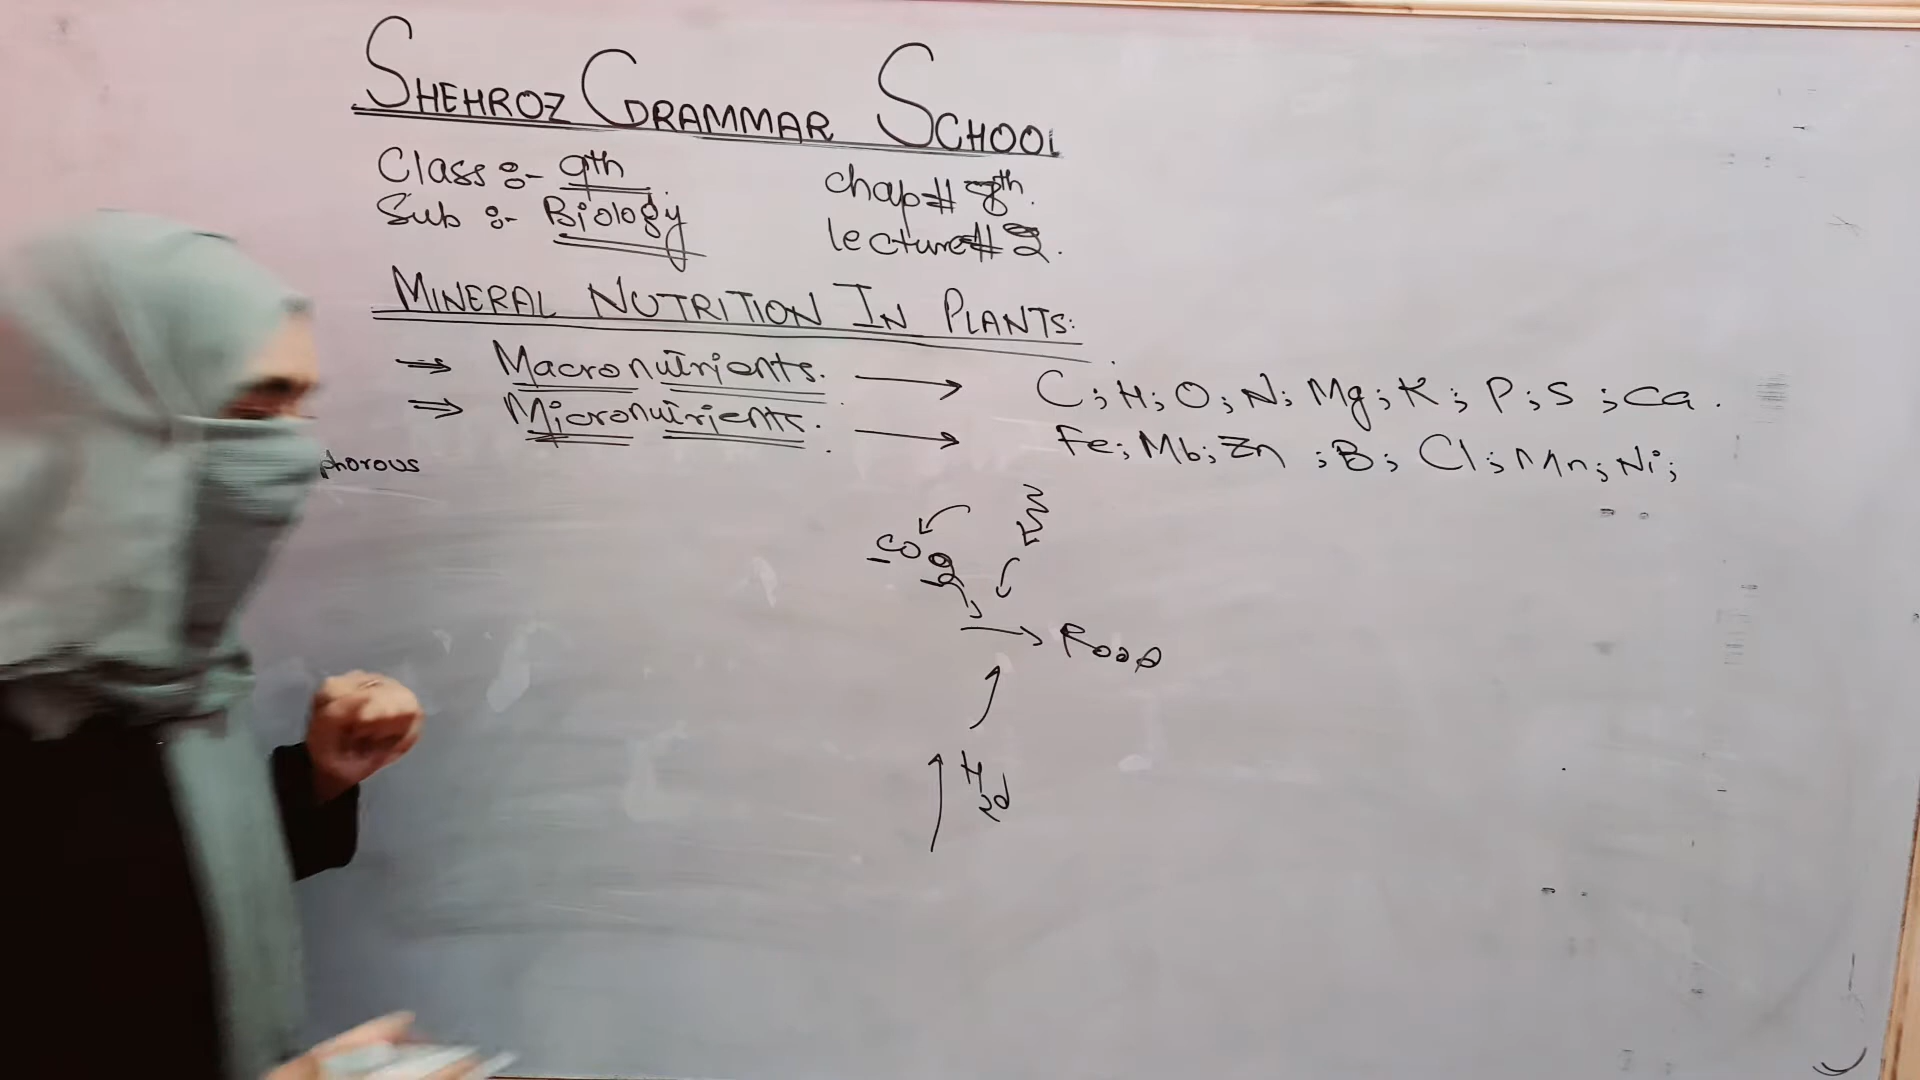 SHEHROZ GRAMMAR SCHOOL
Class :- 9th
chap# 8th.
Sub :- Biology
lecture# 2.
MINERAL NUTRITION IN PLANTS:
⇒ Macronutrients. → C; H; O; N; Mg; K; P; S; Ca.
⇒ Micronutrients. → Fe; Mb; Zn; B; Cl; Mn; Ni;
phorous
CO2
→ Food
H2O